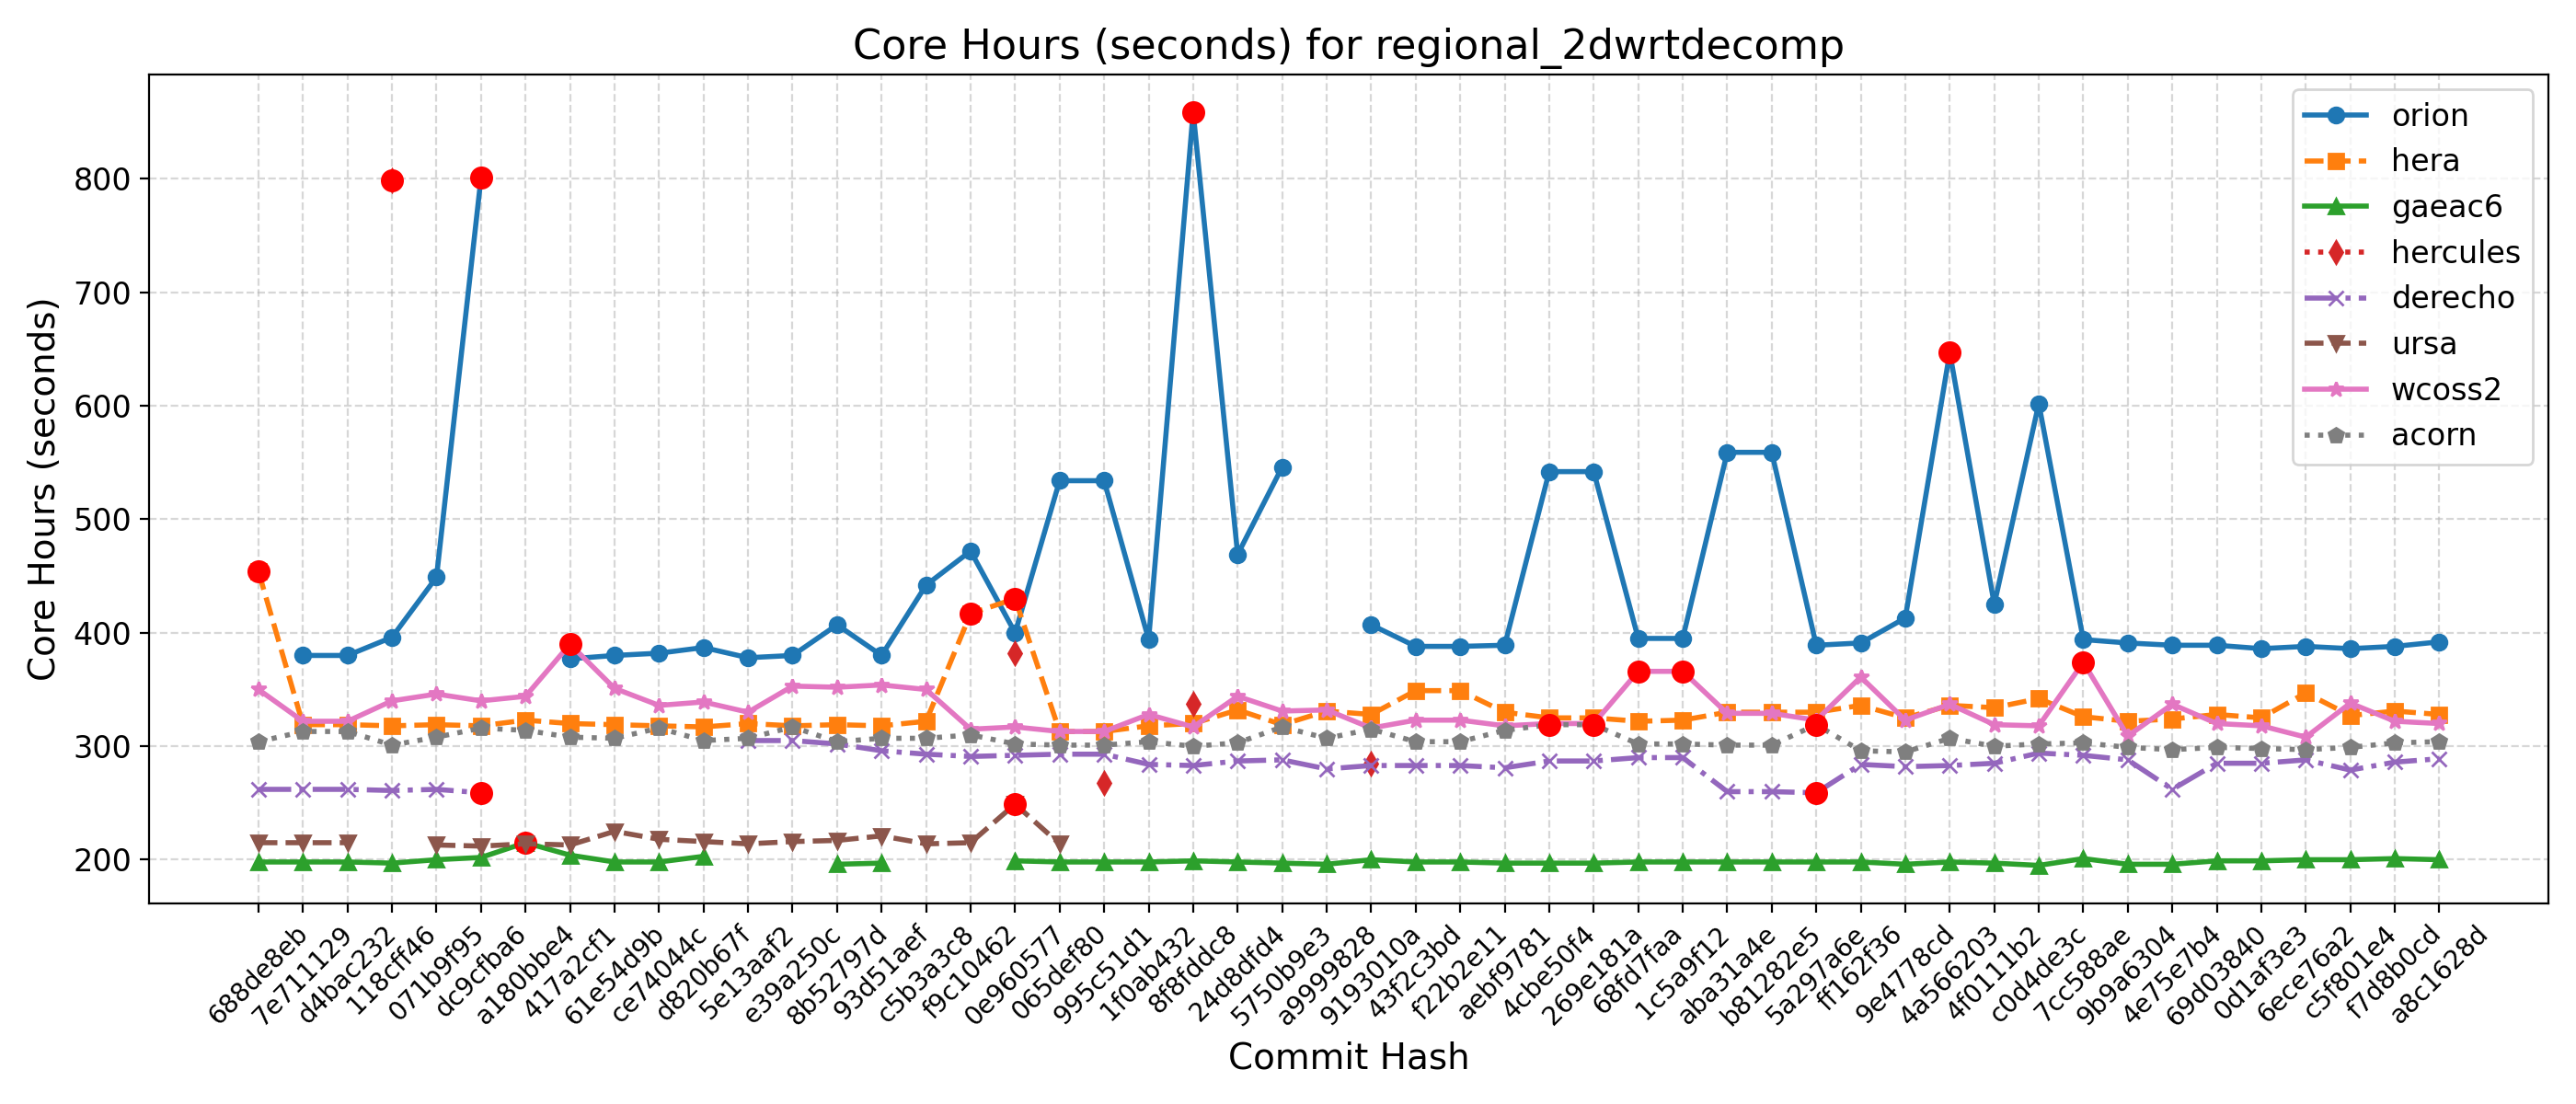 Core Hours (seconds) for regional_2dwrtdecomp
Core Hours (seconds)
800
700
600
500
400
300
200
orion
hera
gaeac6
hercules
derecho
ursa
wcoss2
acorn
688de8eb
7e711129
d4bac232
118cff46
071b9f95
dc9cfba6
a180bbe4
417a2cf1
61e54d9b
ce74044c
d820b67f
5e13aaf2
e39a250c
8b52797d
93d51aef
c5b3a3c8
f9c10462
0e960577
065def80
995c51d1
1f0ab432
8f8fddc8
24d8dfd4
5750b9e3
a9999828
9193010a
43f2c3bd
f22b2e11
aebf9781
4cbe50f4
269e181a
68fd7faa
1c5a9f12
aba31a4e
b81282e5
5a297a6e
ff162f36
9e4778cd
4a566203
4f0111b2
c0d4de3c
7cc588ae
9b9a6304
4e75e7b4
69d03840
0d1af3e3
6ece76a2
c5f801e4
f7d8b0cd
a8c1628d
Commit Hash